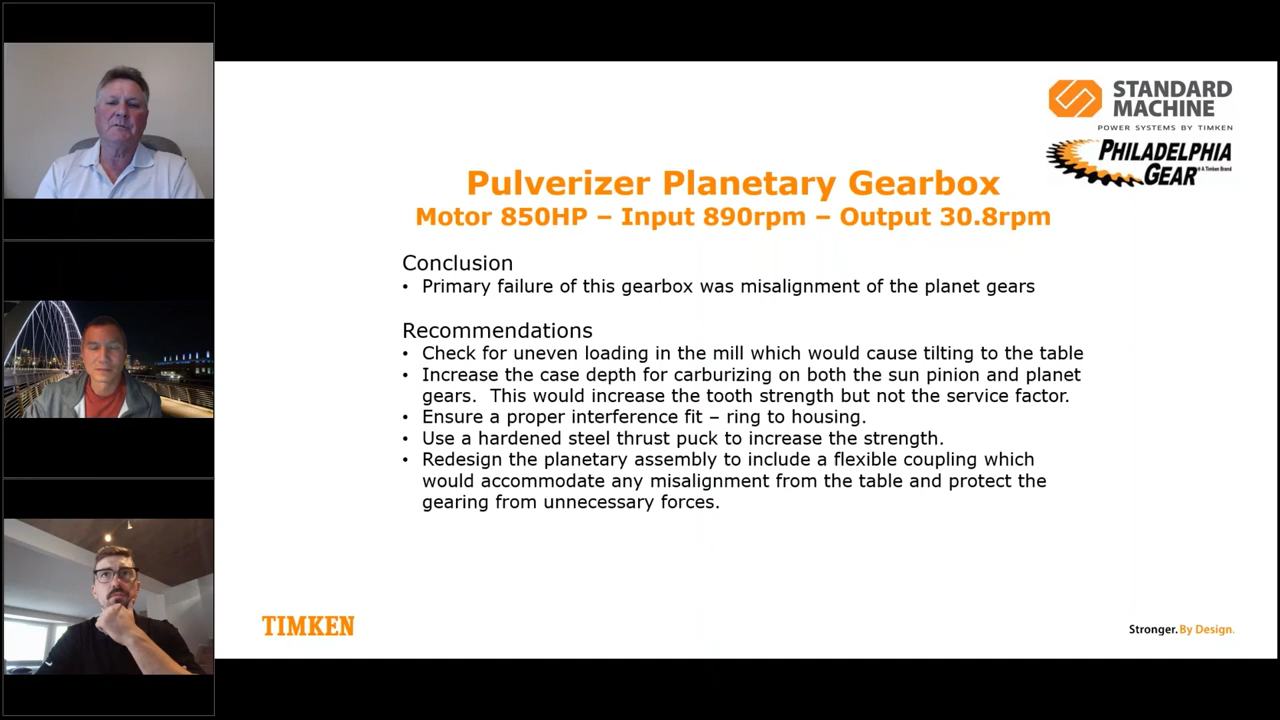 STANDARD
MACHINE
POWER SYSTEMS BY TIMKEN
PHILADELPHIA
GEAR
A Timken Brand
Pulverizer Planetary Gearbox
Motor 850HP – Input 890rpm – Output 30.8rpm
Conclusion
• Primary failure of this gearbox was misalignment of the planet gears
Recommendations
• Check for uneven loading in the mill which would cause tilting to the table
• Increase the case depth for carburizing on both the sun pinion and planet
gears. This would increase the tooth strength but not the service factor.
• Ensure a proper interference fit – ring to housing.
• Use a hardened steel thrust puck to increase the strength.
• Redesign the planetary assembly to include a flexible coupling which
would accommodate any misalignment from the table and protect the
gearing from unnecessary forces.
TIMKEN
Stronger. By Design.